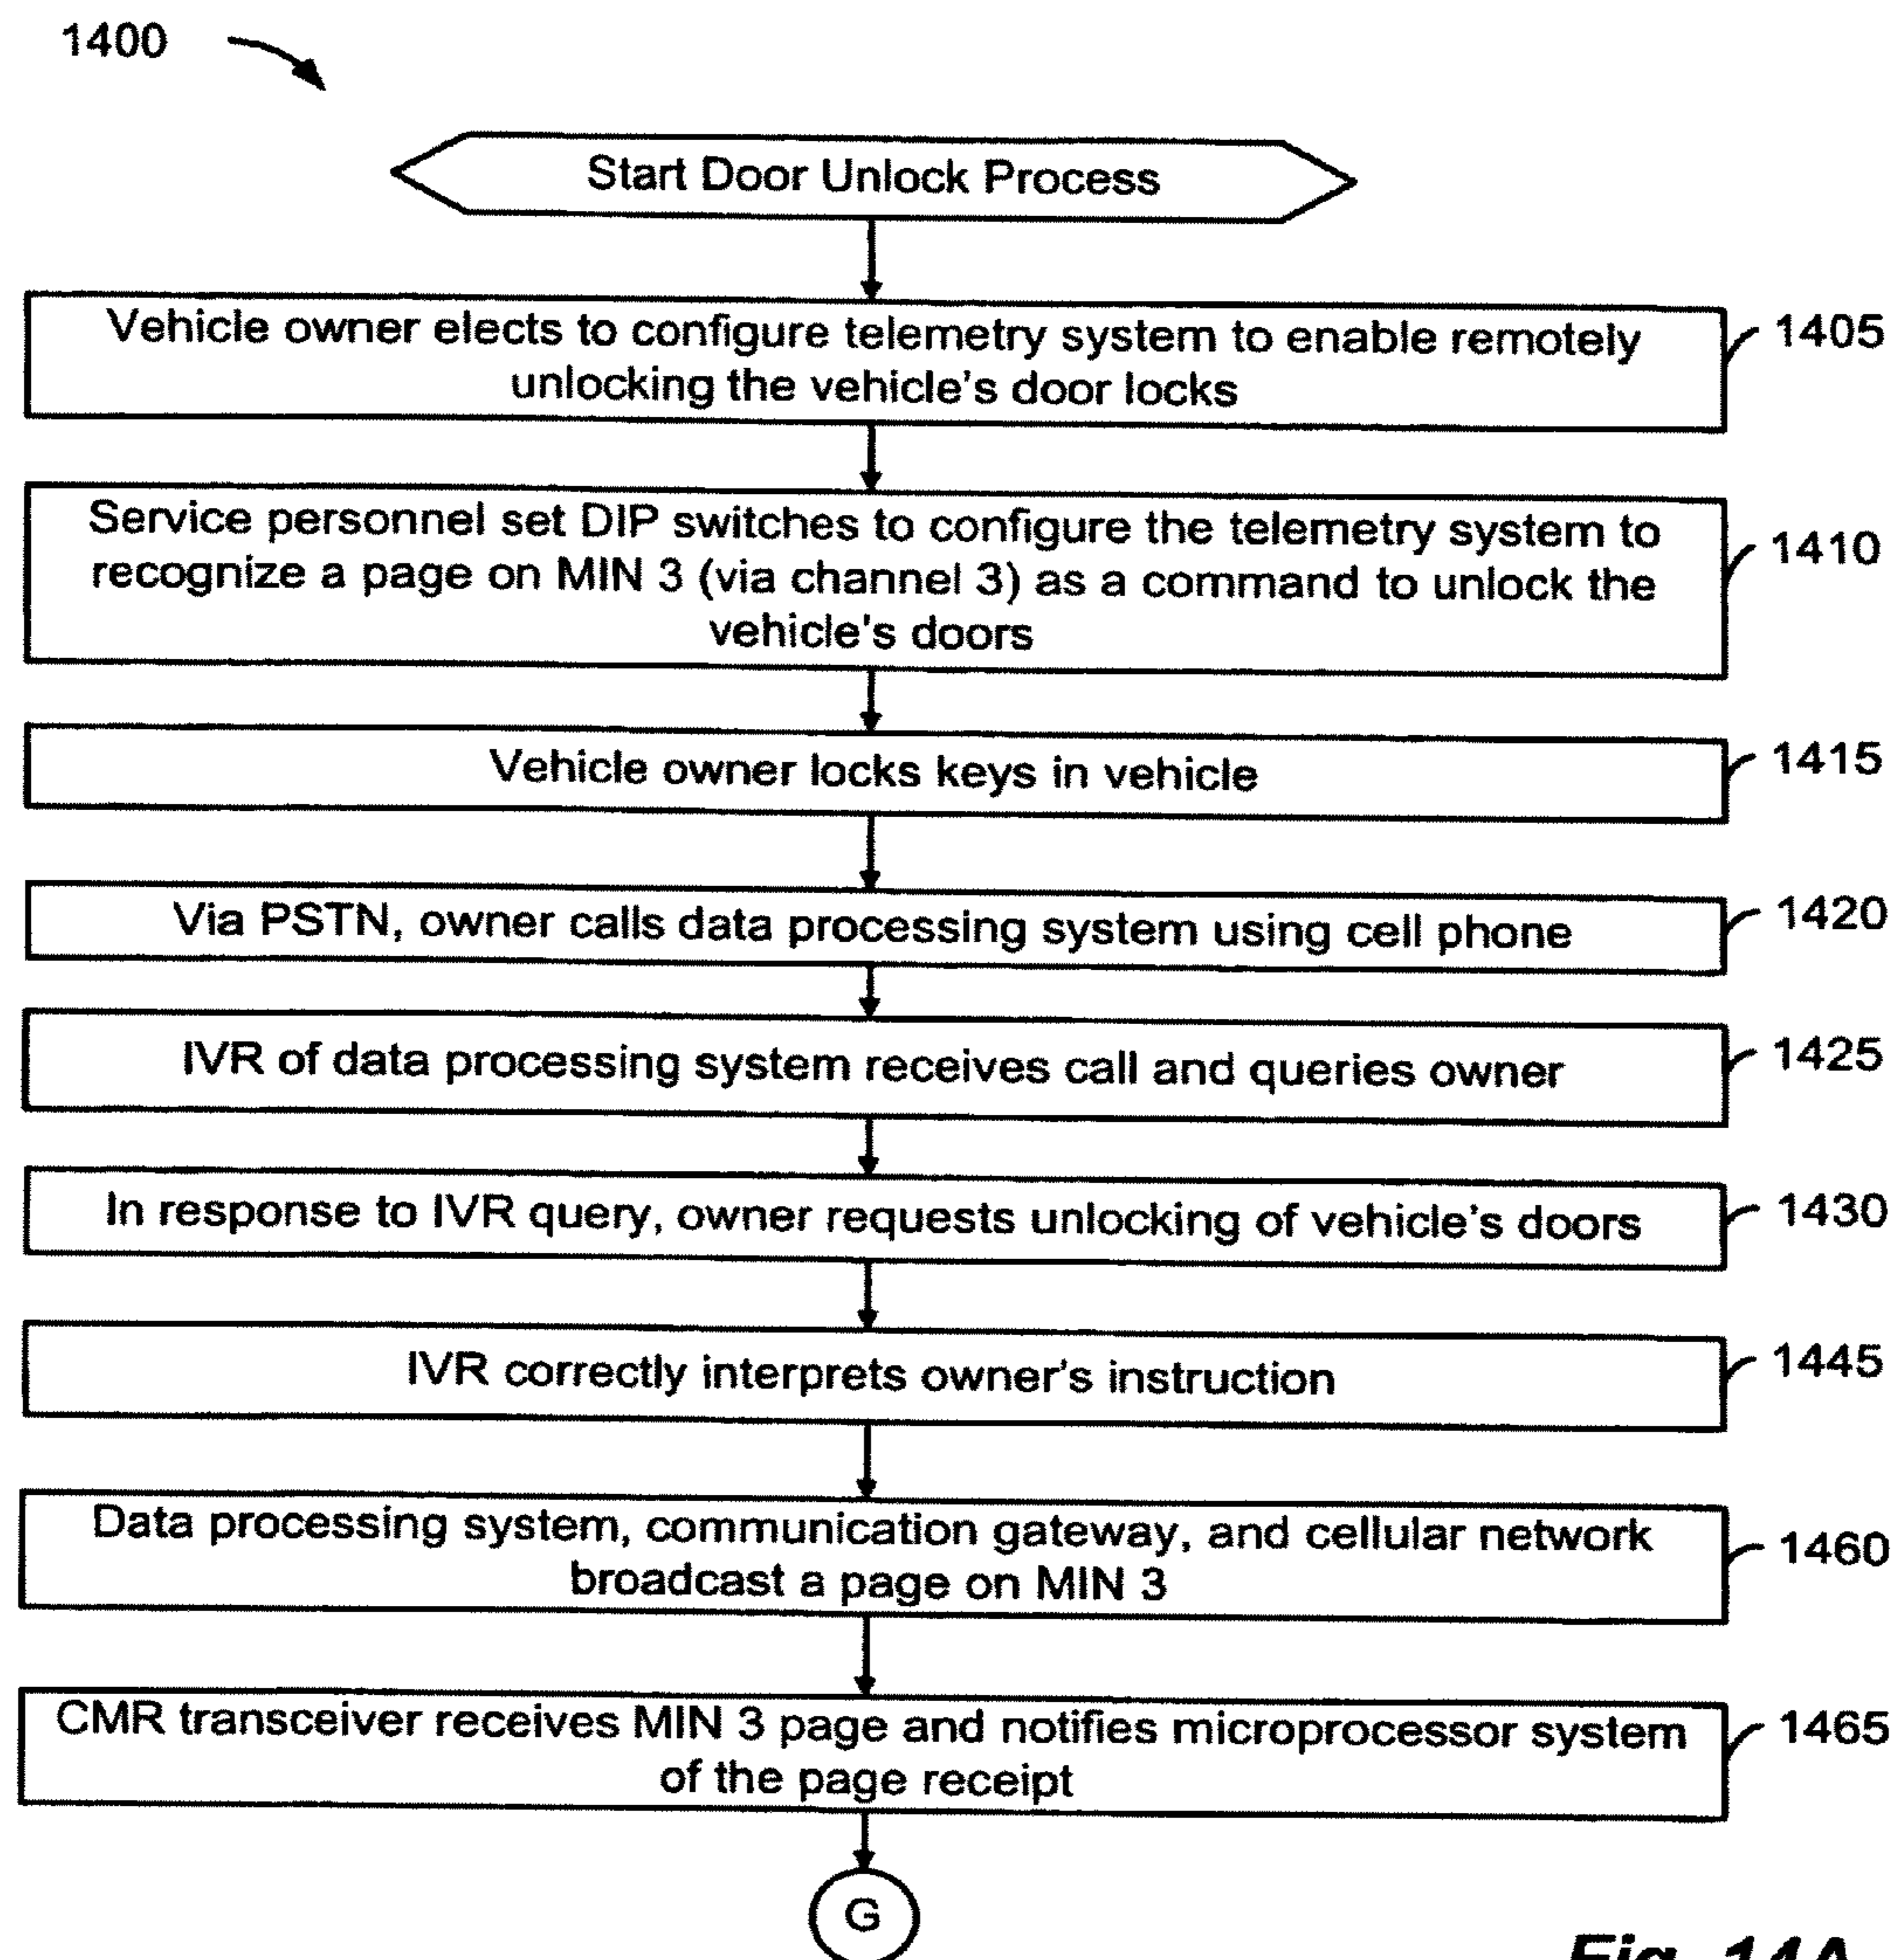 1400
Start Door Unlock Process
Vehicle owner elects to configure telemetry system to enable remotely
unlocking the vehicle's door locks
1405
Service personnel set DIP switches to configure the telemetry system to
recognize a page on MIN 3 (via channel 3) as a command to unlock the
vehicle's doors
1410
Vehicle owner locks keys in vehicle
1415
Via PSTN, owner calls data processing system using cell phone
1420
IVR of data processing system receives call and queries owner
1425
In response to IVR query, owner requests unlocking of vehicle's doors
1430
IVR correctly interprets owner's instruction
1445
Data processing system, communication gateway, and cellular network
broadcast a page on MIN 3
1460
CMR transceiver receives MIN 3 page and notifies microprocessor system
of the page receipt
1465
G
Fig. 14A